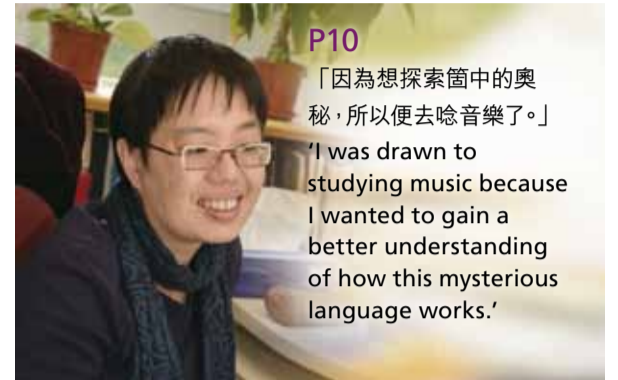 P10
「因為想探索箇中的奧
秘，所以便去唸音樂了。」
‘I was drawn to
studying music because
I wanted to gain a
better understanding
of how this mysterious
language works.’